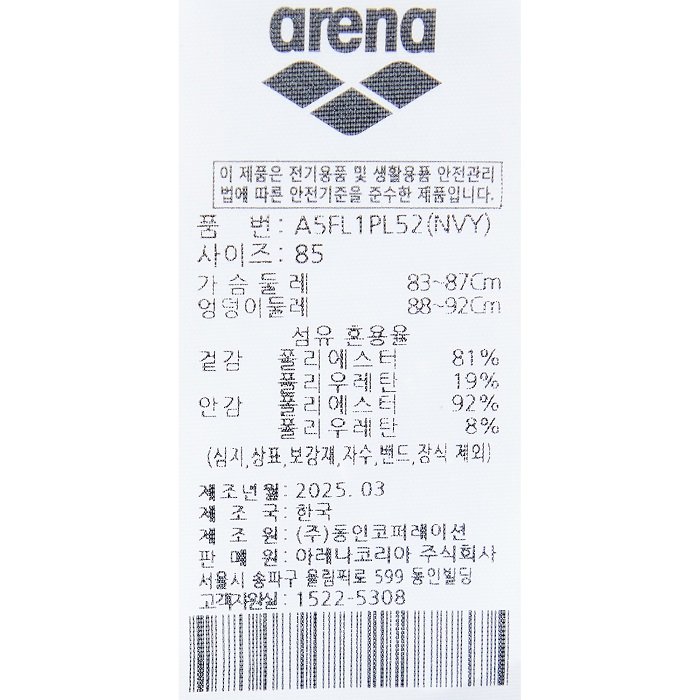 arena
이 제품은 전기용품 및 생활용품 안전관리
법에 따른 안전기준을 준수한 제품입니다.
품 번 : A5FL1PL52(NVY)
사이즈 : 85
가슴둘레 83~87Cm
엉덩이둘레 88~92Cm
섬유 혼용율
겉감 폴리에스터 81%
폴리우레탄 19%
안감 폴리에스터 92%
폴리우레탄 8%
(심지,상표,보강재,자수,밴드,장식 제외)
제조년월 : 2025. 03
제 조 국 : 한국
제 조 원 : (주)동인코퍼레이션
판 매 원 : 아레나코리아 주식회사
서울시 송파구 올림픽로 599 동인빌딩
고객지원실 : 1522-5308